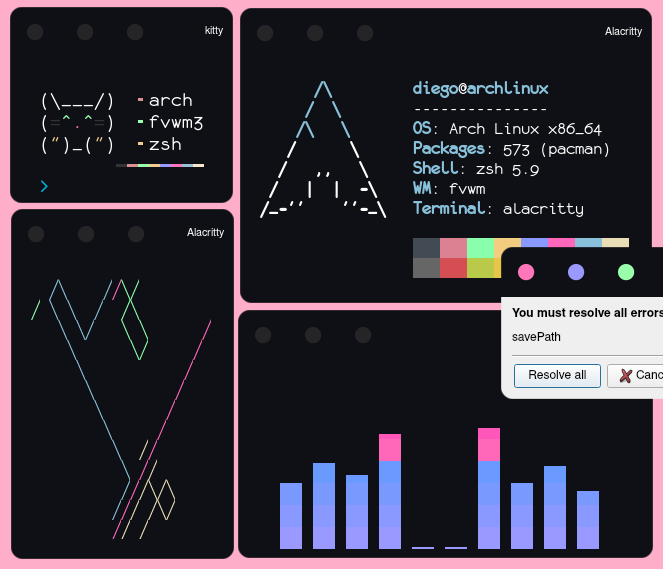 kitty
(\___/)
(=^.^=)
(")_(")
arch
fvwm3
zsh
❯
Alacritty
diego@archlinux
---------------
OS: Arch Linux x86_64
Packages: 573 (pacman)
Shell: zsh 5.9
WM: fvwm
Terminal: alacritty
Alacritty
You must resolve all errors
savePath
Resolve all
Canc